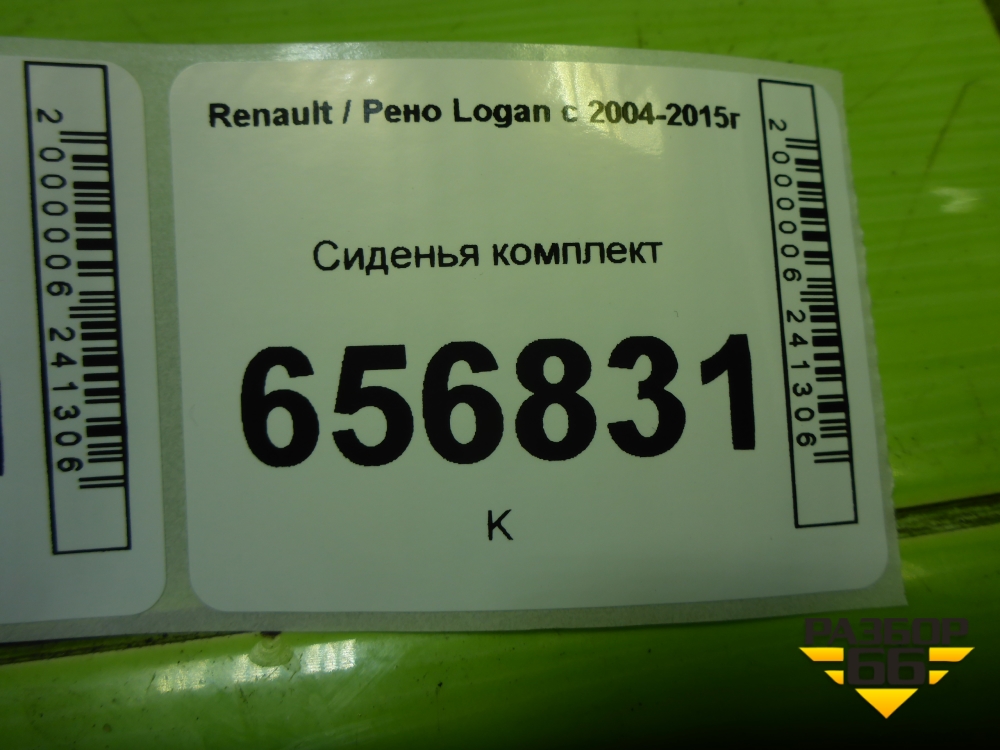 2000006241306
Renault / Рено Logan с 2004-2015г
Сиденья комплект
656831
К
2000006241306
РАЗБОР
66